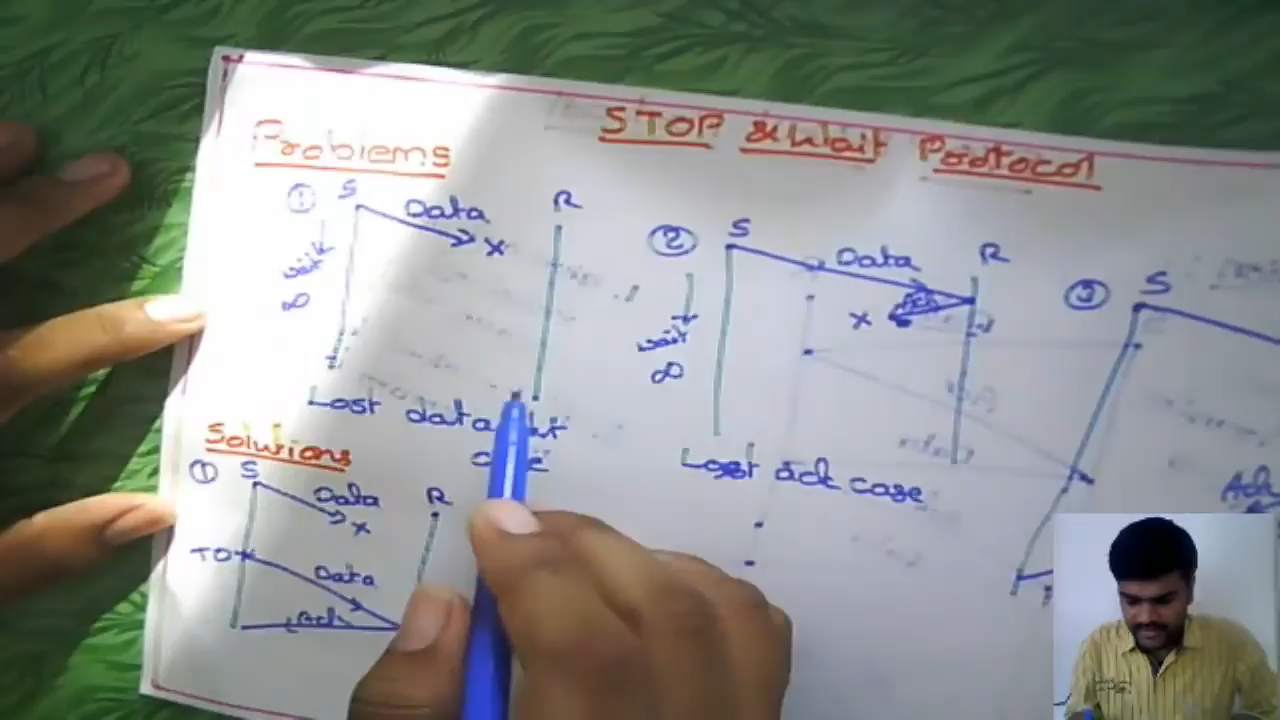 STOP & Wait Protocol
Problems
① S Data X R
wait
∞
Lost data
② S Data R
X
wait
∞
Lost ack case
③ S
Ack
Solutions
① S Data X R
TO Data
Ack